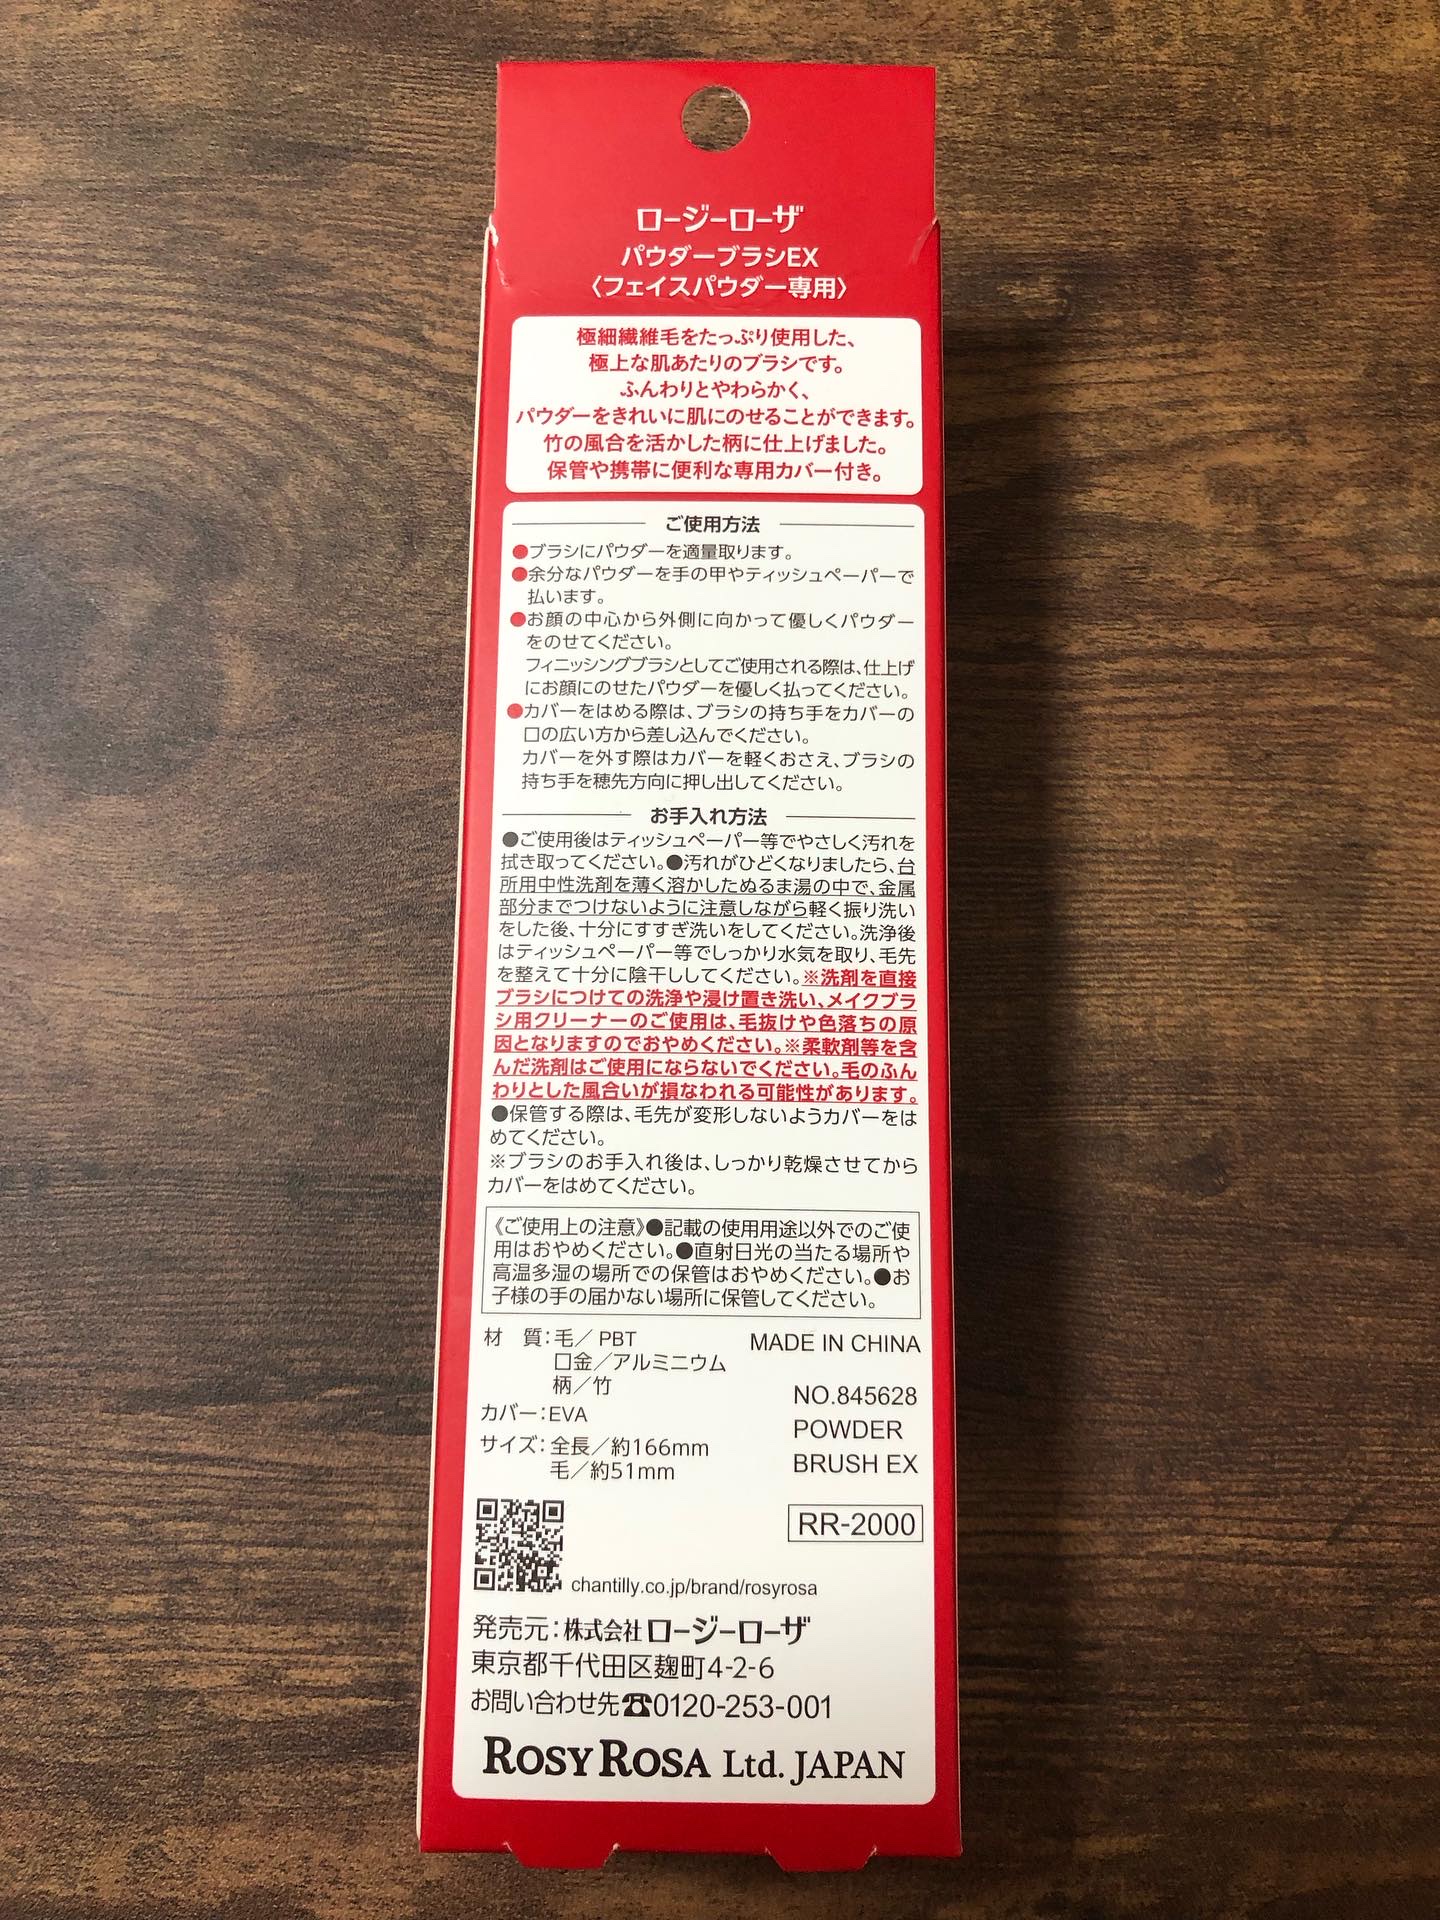 ロージーローザ
パウダーブラシEX
〈フェイスパウダー専用〉
極細繊維毛をたっぷり使用した、
極上な肌あたりのブラシです。
ふんわりとやわらかく、
パウダーをきれいに肌にのせることができます。
竹の風合を活かした柄に仕上げました。
保管や携帯に便利な専用カバー付き。
ご使用方法
●ブラシにパウダーを適量取ります。
●余分なパウダーを手の甲やティッシュペーパーで
払います。
●お顔の中心から外側に向かって優しくパウダー
をのせてください。
フィニッシングブラシとしてご使用される際は、仕上げ
にお顔にのせたパウダーを優しく払ってください。
●カバーをはめる際は、ブラシの持ち手をカバーの
口の広い方から差し込んでください。
カバーを外す際はカバーを軽くおさえ、ブラシの
持ち手を穂先方向に押し出してください。
お手入れ方法
●ご使用後はティッシュペーパー等でやさしく汚れを
拭き取ってください。●汚れがひどくなりましたら、台
所用中性洗剤を薄く溶かしたぬるま湯の中で、金属
部分までつけないように注意しながら軽く振り洗い
をした後、十分にすすぎ洗いをしてください。洗浄後
はティッシュペーパー等でしっかり水気を取り、毛先
を整えて十分に陰干ししてください。※洗剤を直接
ブラシにつけての洗浄や浸け置き洗い、メイクブラ
シ用クリーナーのご使用は、毛抜けや色落ちの原
因となりますのでおやめください。※柔軟剤等を含
んだ洗剤はご使用にならないでください。毛のふん
わりとした風合いが損なわれる可能性があります。
●保管する際は、毛先が変形しないようカバーをは
めてください。
※ブラシのお手入れ後は、しっかり乾燥させてから
カバーをはめてください。
《ご使用上の注意》●記載の使用用途以外でのご使
用はおやめください。●直射日光の当たる場所や
高温多湿の場所での保管はおやめください。●お
子様の手の届かない場所に保管してください。
材　質：毛／PBT
口金／アルミニウム
柄／竹
カバー：EVA
サイズ：全長／約166mm
毛／約51mm
MADE IN CHINA
NO.845628
POWDER
BRUSH EX
RR-2000
chantilly.co.jp/brand/rosyrosa
発売元：株式会社ロージーローザ
東京都千代田区麹町4-2-6
お問い合わせ先☎0120-253-001
ROSY ROSA Ltd. JAPAN